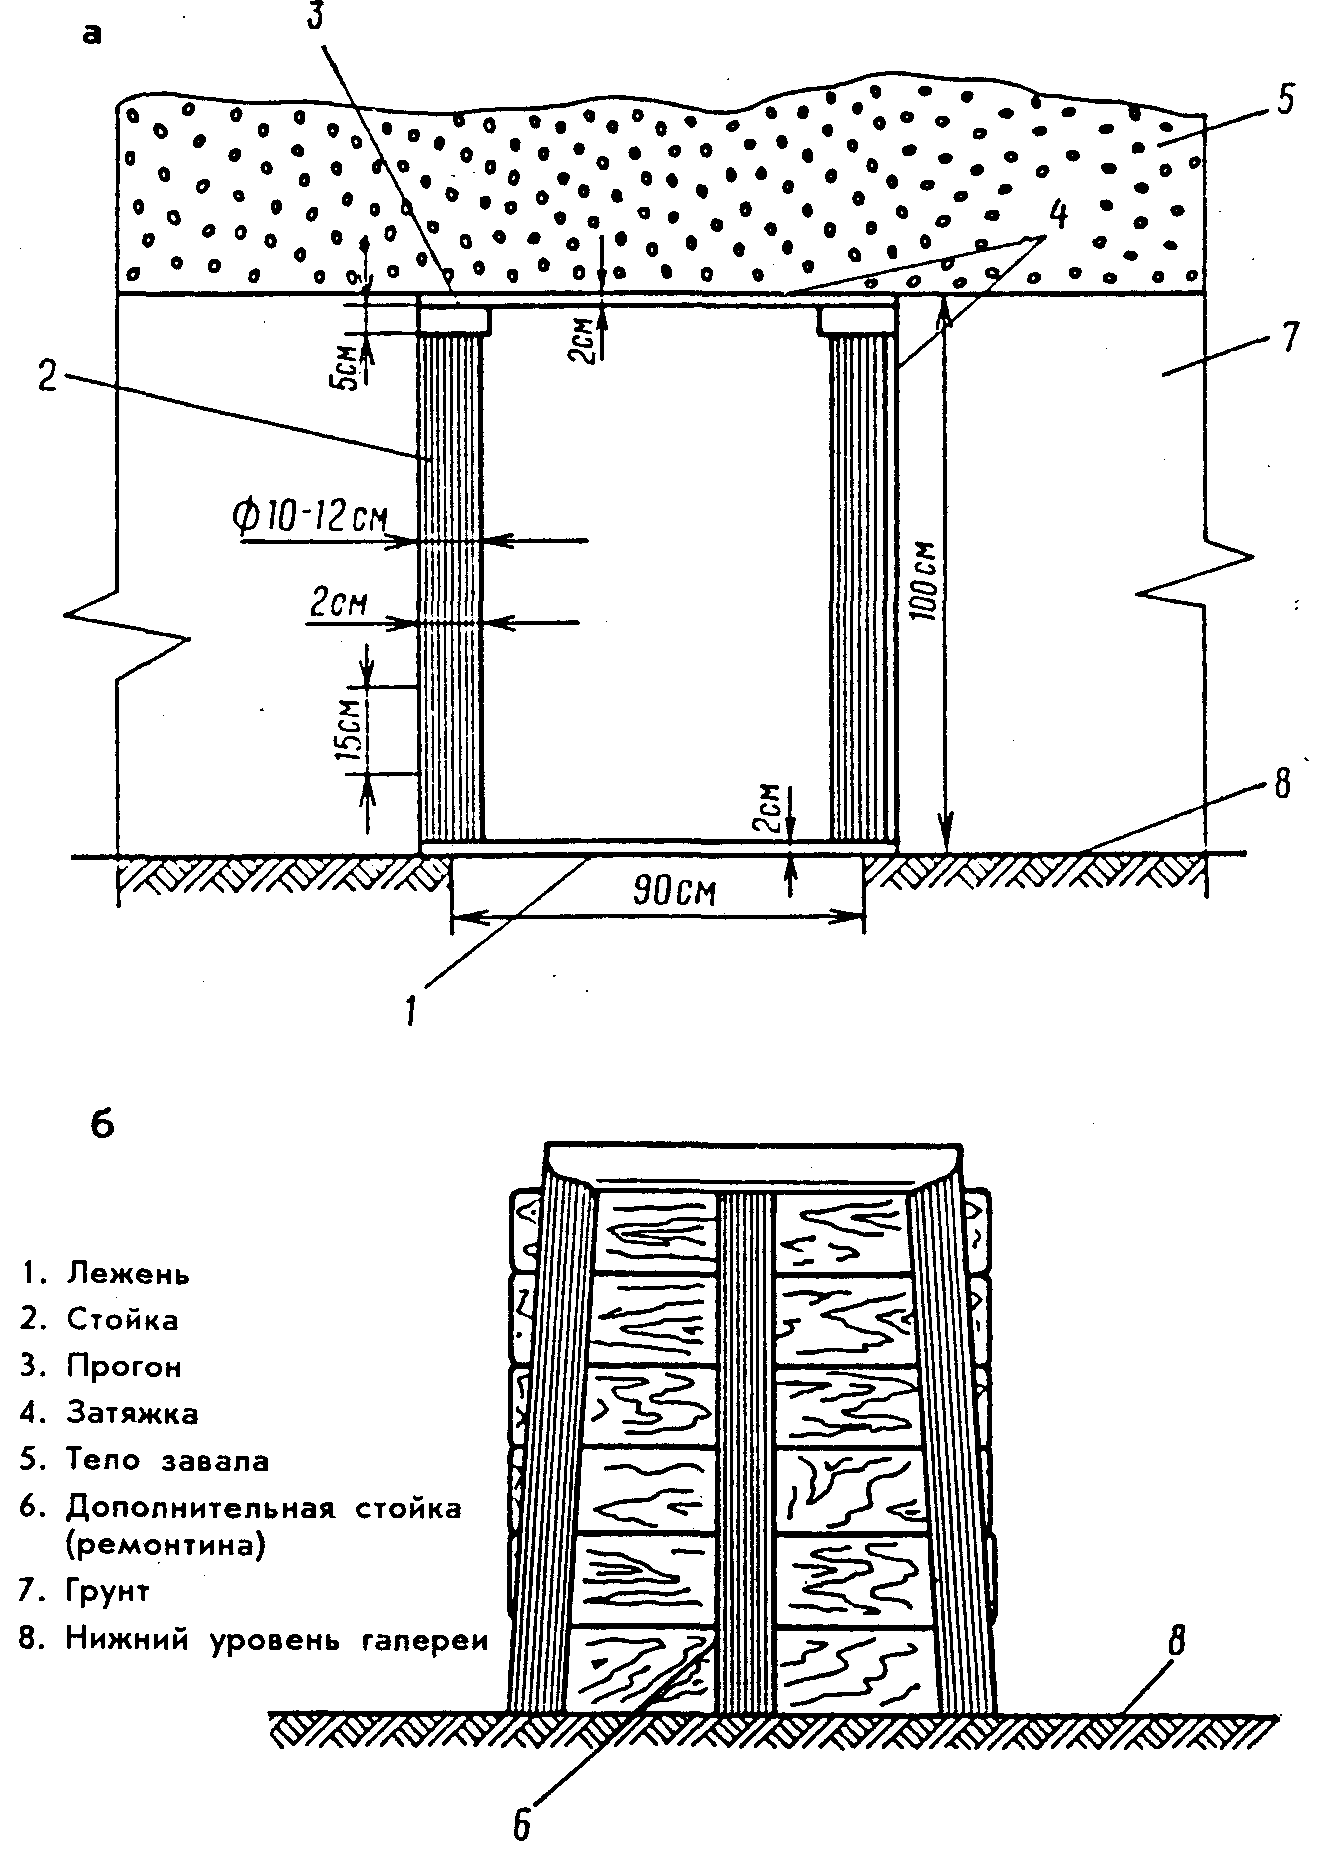 а
3
5
4
5см
2см
2
7
ф10-12см
2см
100см
15см
2см
8
90см
1
б
1. Лежень
2. Стойка
3. Прогон
4. Затяжка
5. Тело завала
6. Дополнительная стойка
(ремонтина)
7. Грунт
8. Нижний уровень галереи
8
6